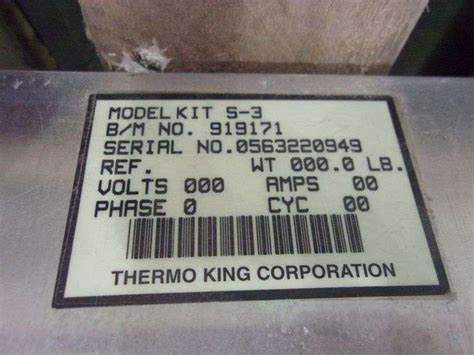 MODEL KIT S-3
B/M NO. 919171
SERIAL NO.0563220949
REF. WT 000.0 LB.
VOLTS 000 AMPS 00
PHASE 0 CYC 00
THERMO KING CORPORATION